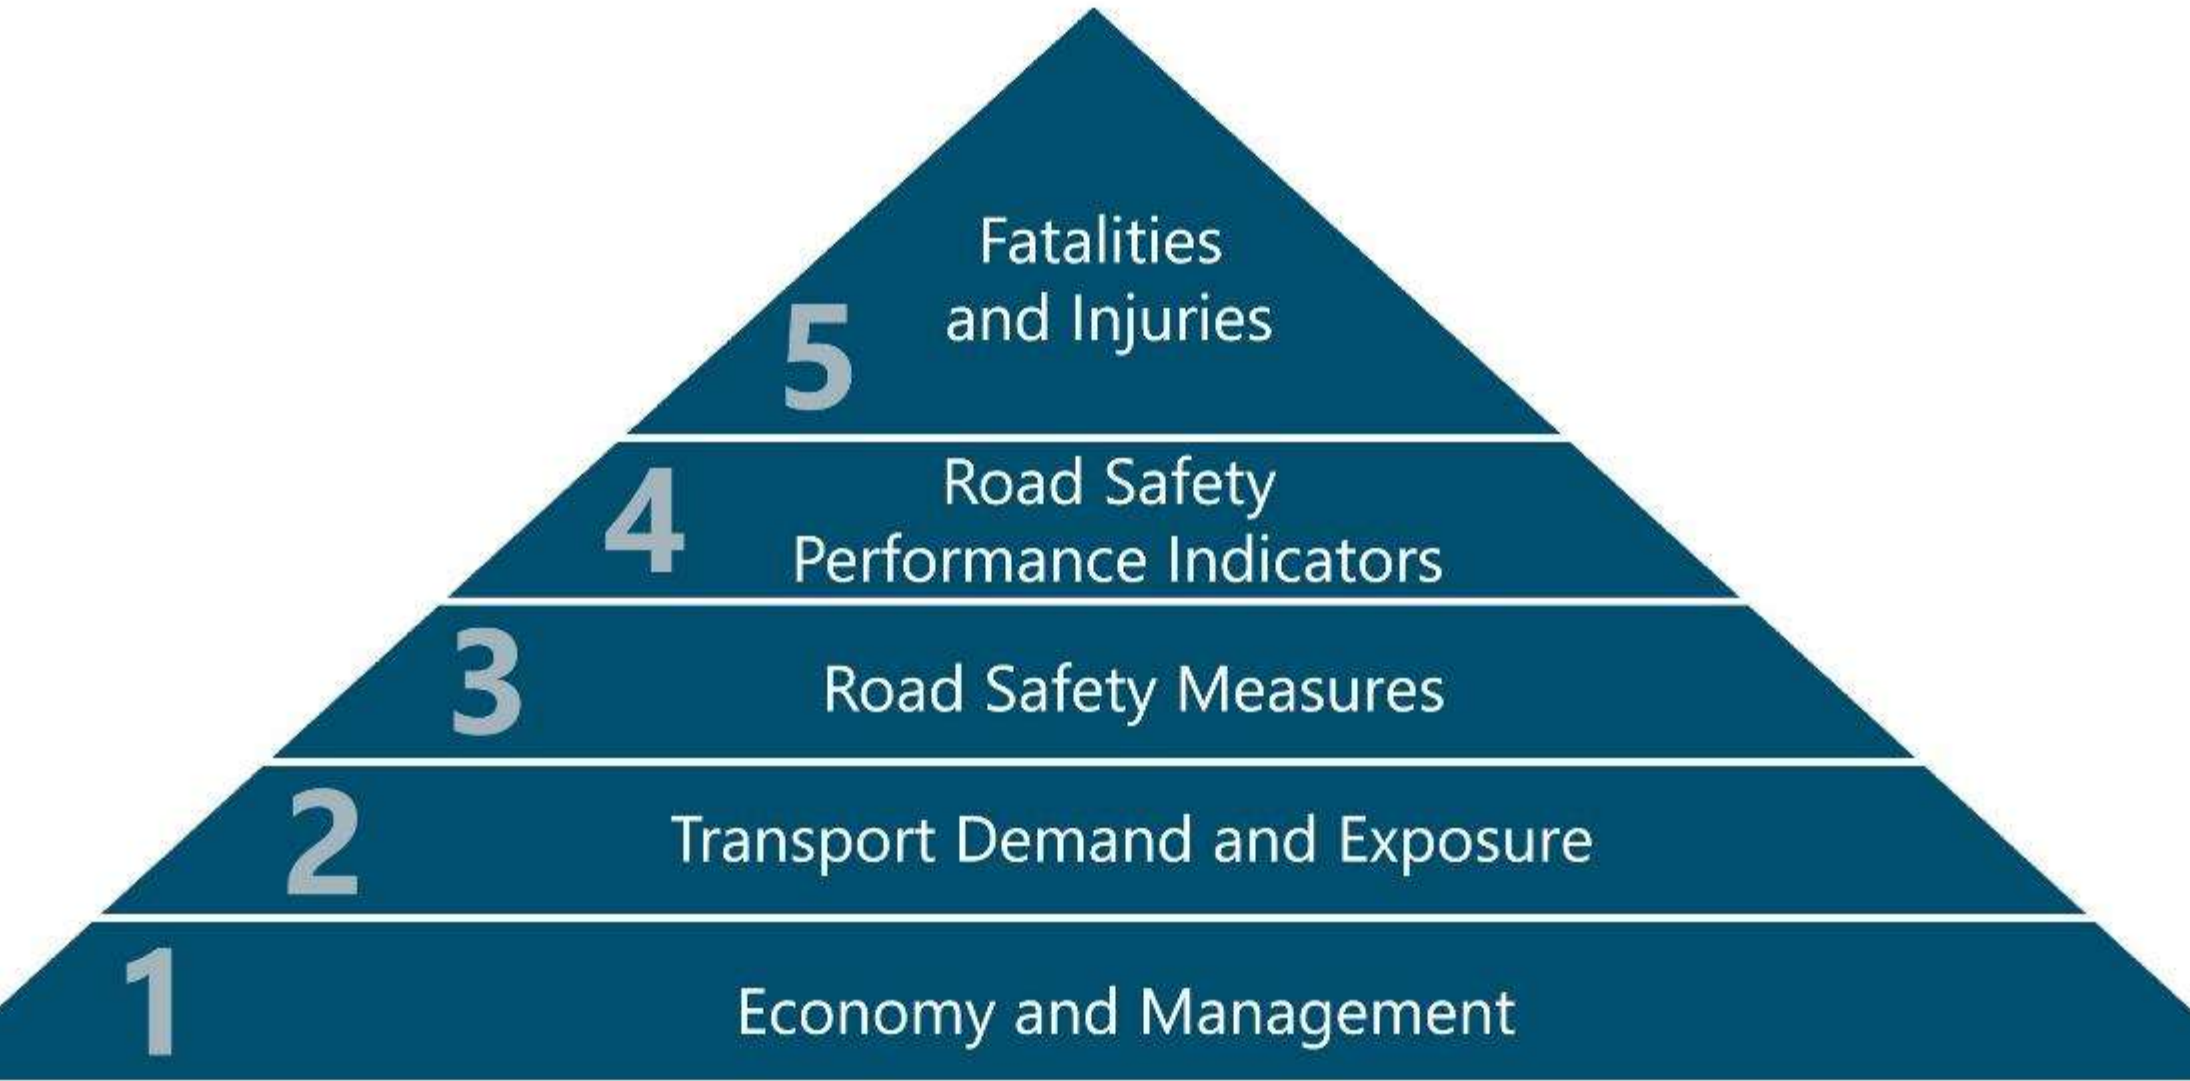 Fatalities
and Injuries
5
Road Safety
Performance Indicators
4
Road Safety Measures
3
Transport Demand and Exposure
2
Economy and Management
1